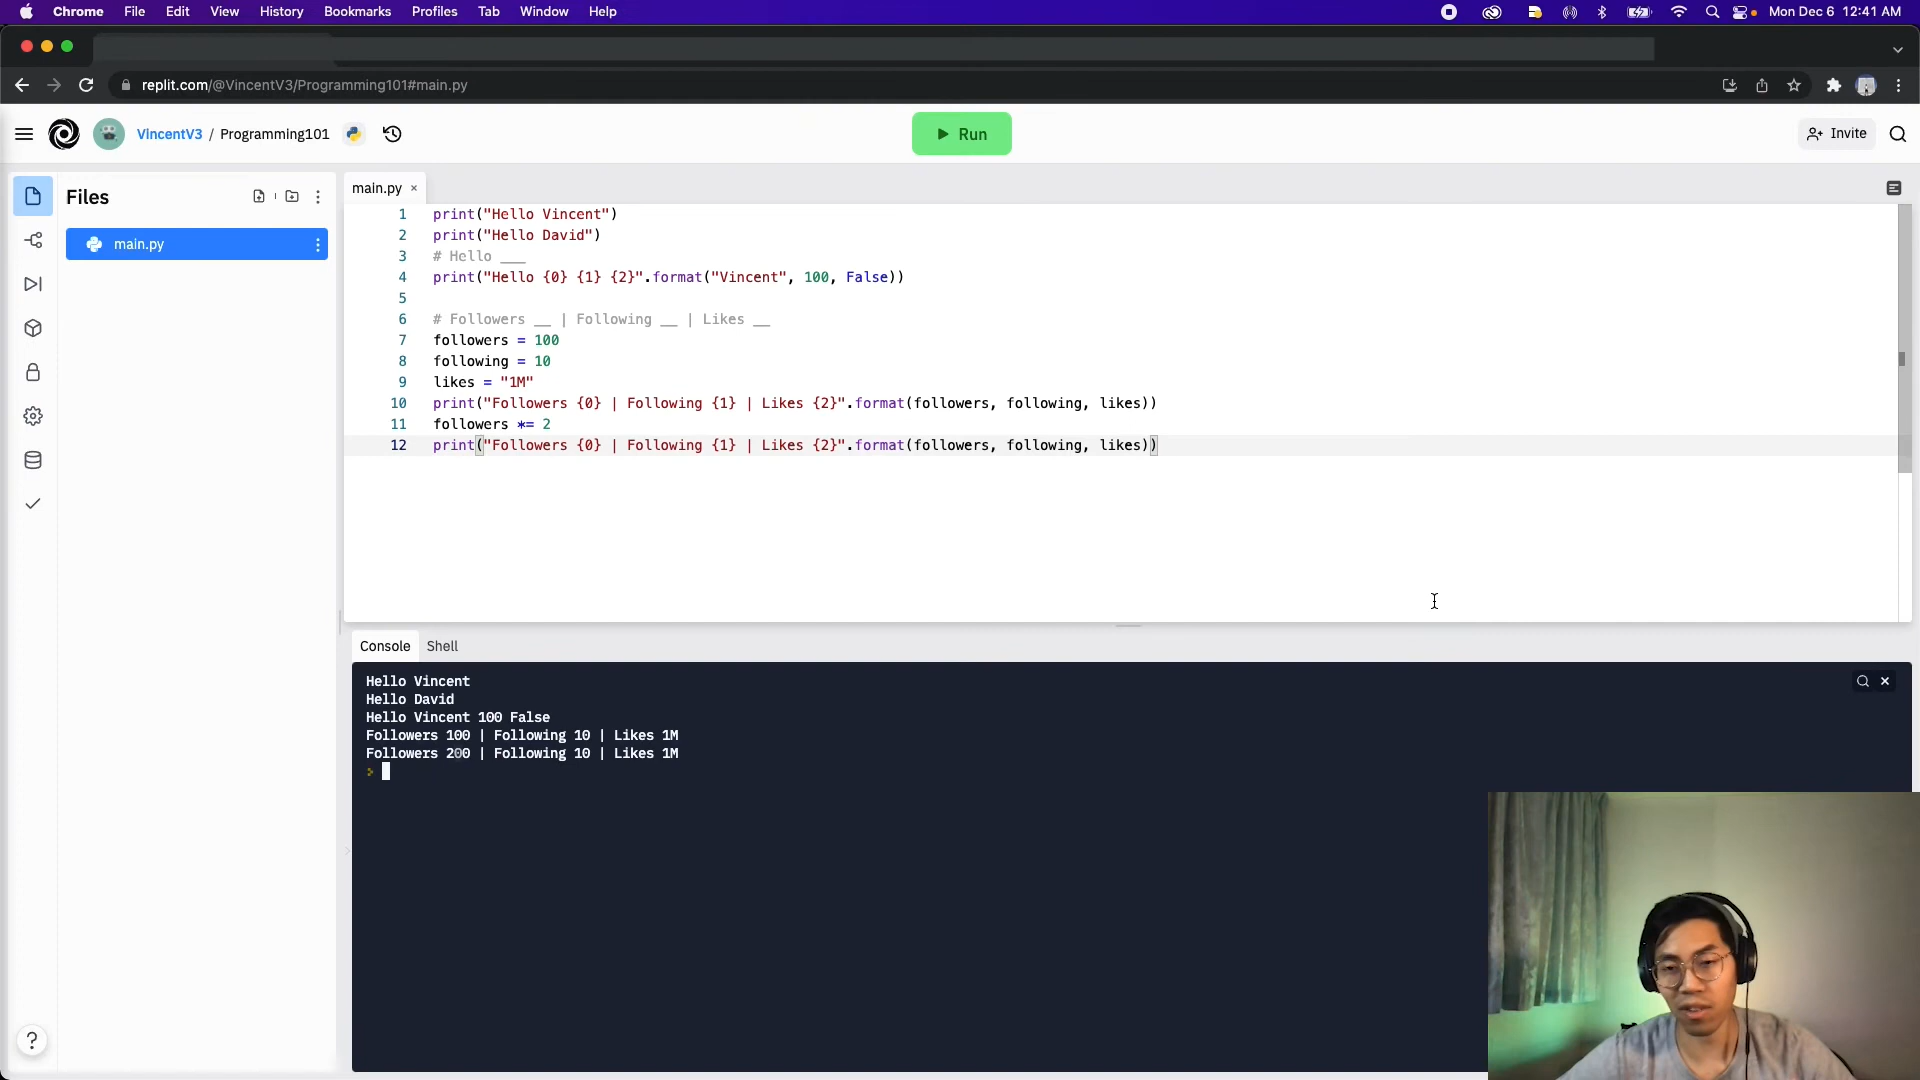 Chrome File Edit View History Bookmarks Profiles Tab Window Help Mon Dec 6 12:41 AM
replit.com/@VincentV3/Programming101#main.py
VincentV3 / Programming101 Run Invite
Files
main.py
main.py ×
1 print("Hello Vincent")
2 print("Hello David")
3 # Hello ___
4 print("Hello {0} {1} {2}".format("Vincent", 100, False))
5
6 # Followers __ | Following __ | Likes __
7 followers = 100
8 following = 10
9 likes = "1M"
10 print("Followers {0} | Following {1} | Likes {2}".format(followers, following, likes))
11 followers *= 2
12 print("Followers {0} | Following {1} | Likes {2}".format(followers, following, likes))
Console Shell
Hello Vincent
Hello David
Hello Vincent 100 False
Followers 100 | Following 10 | Likes 1M
Followers 200 | Following 10 | Likes 1M
?